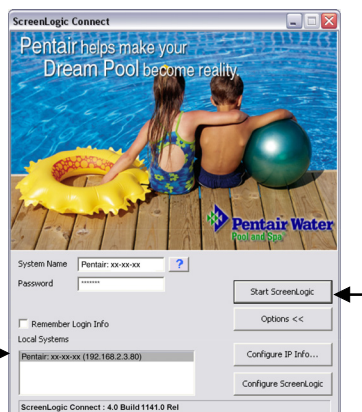 ScreenLogic Connect
Pentair helps make your
Dream Pool become reality.
Pentair Water
Pool and Spa
System Name
Pentair: xx-xx-xx
?
Password
*******
Start ScreenLogic
Remember Login Info
Options <<
Local Systems
Pentair: xx-xx-xx (192.168.2.3.80)
Configure IP Info...
Configure ScreenLogic
ScreenLogic Connect : 4.0 Build 1141.0 Rel